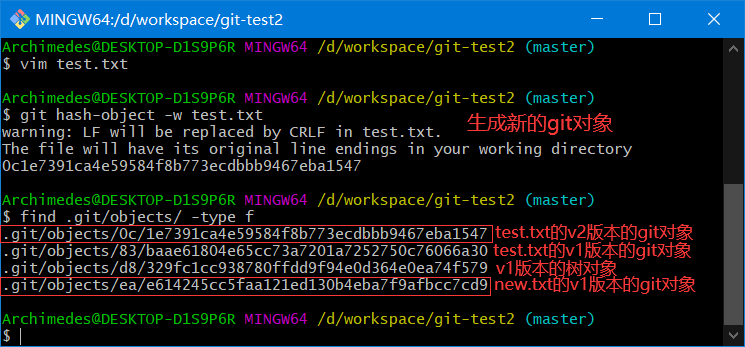 MINGW64:/d/workspace/git-test2
Archimedes@DESKTOP-D1S9P6R MINGW64 /d/workspace/git-test2 (master)
$ vim test.txt
Archimedes@DESKTOP-D1S9P6R MINGW64 /d/workspace/git-test2 (master)
$ git hash-object -w test.txt
生成新的git对象
warning: LF will be replaced by CRLF in test.txt.
The file will have its original line endings in your working directory
0c1e7391ca4e59584f8b773ecdbbb9467eba1547
Archimedes@DESKTOP-D1S9P6R MINGW64 /d/workspace/git-test2 (master)
$ find .git/objects/ -type f
.git/objects/0c/1e7391ca4e59584f8b773ecdbbb9467eba1547 test.txt的v2版本的git对象
.git/objects/83/baae61804e65cc73a7201a7252750c76066a30 test.txt的v1版本的git对象
.git/objects/d8/329fc1cc938780ffdd9f94e0d364e0ea74f579 v1版本的树对象
.git/objects/ea/e614245cc5faa121ed130b4eba7f9afbcc7cd9 new.txt的v1版本的git对象
Archimedes@DESKTOP-D1S9P6R MINGW64 /d/workspace/git-test2 (master)
$